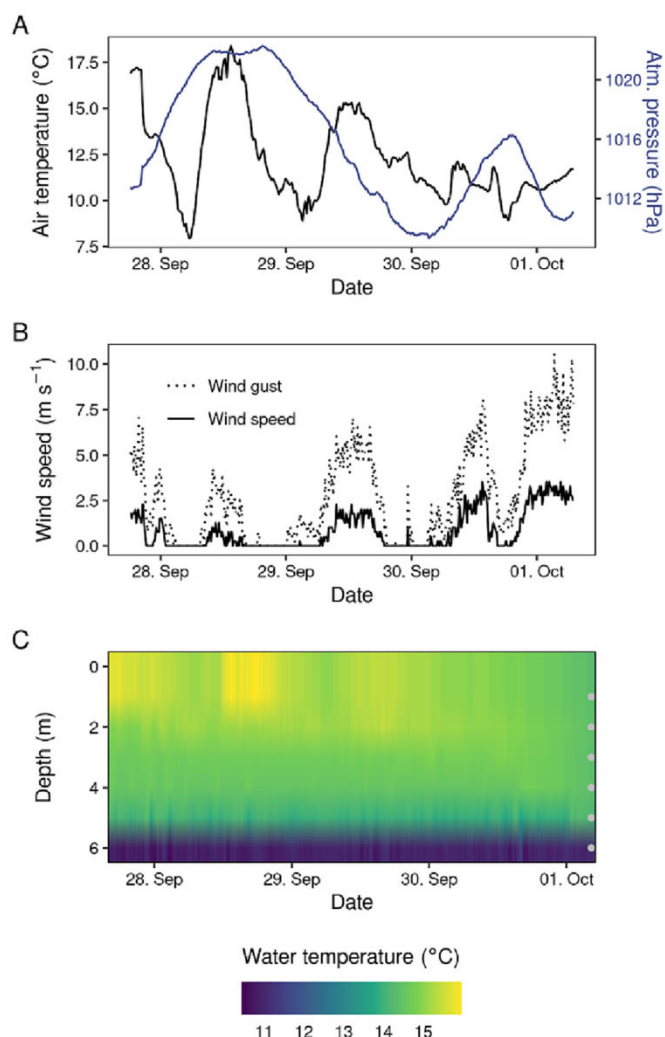 A
Air temperature (°C)
17.5
15.0
12.5
10.0
7.5
1020
1016
1012
Atm. pressure (hPa)
28. Sep 29. Sep 30. Sep 01. Oct
Date
B
Wind speed (m s⁻¹)
10.0
7.5
5.0
2.5
0.0
Wind gust
Wind speed
28. Sep 29. Sep 30. Sep 01. Oct
Date
C
Depth (m)
0
2
4
6
28. Sep 29. Sep 30. Sep 01. Oct
Date
Water temperature (°C)
11 12 13 14 15